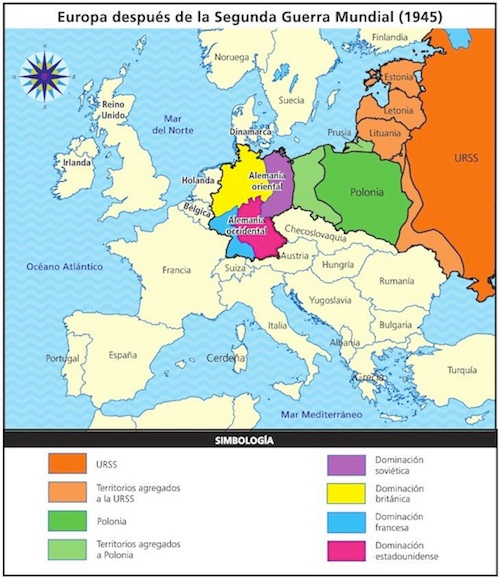 Europa después de la Segunda Guerra Mundial (1945)
Finlandia
Noruega
Suecia
Estonia
Mar
del Norte
Reino
Unido
Letonia
Dinamarca
Lituania
Prusia
Irlanda
URSS
Holanda
Alemania
oriental
Polonia
Bélgica
Alemania
occidental
Checoslovaquia
Océano Atlántico
Francia
Suiza
Austria
Hungría
Rumanía
Yugoslavia
Italia
Bulgaria
Portugal
España
Cerdeña
Albania
Turquía
Mar Mediterráneo
SIMBOLOGÍA
URSS
Territorios agregados
a la URSS
Polonia
Territorios agregados
a Polonia
Dominación
soviética
Dominación
británica
Dominación
francesa
Dominación
estadounidense